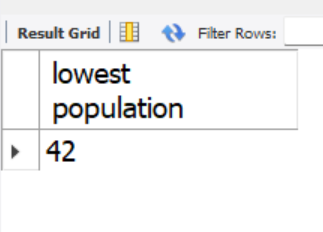 Result Grid Filter Rows:
lowest
population
42